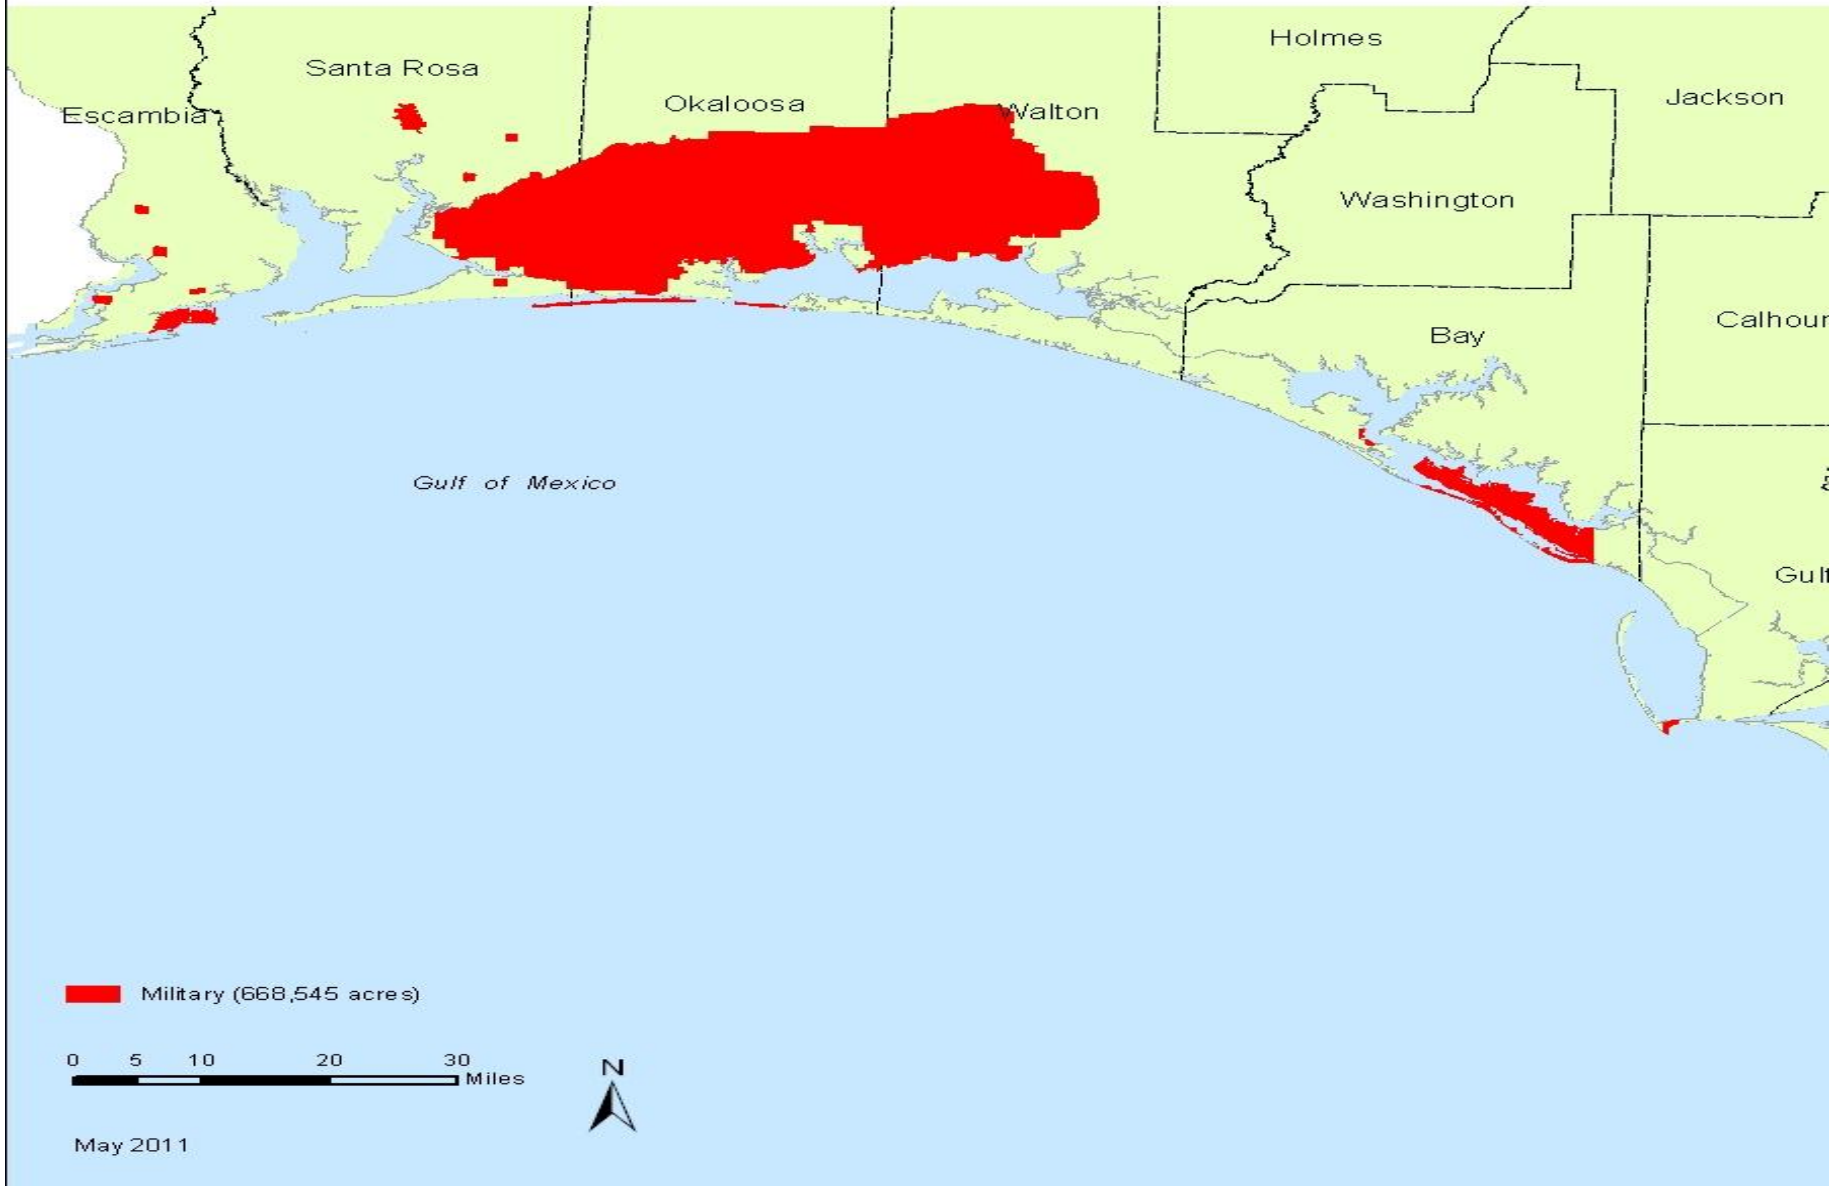 Holmes
Santa Rosa
Okaloosa
Walton
Jackson
Escambia
Washington
Calhour
Bay
Gulf of Mexico
Gulf
Military (668,545 acres)
0 5 10 20 30
Miles
N
May 2011